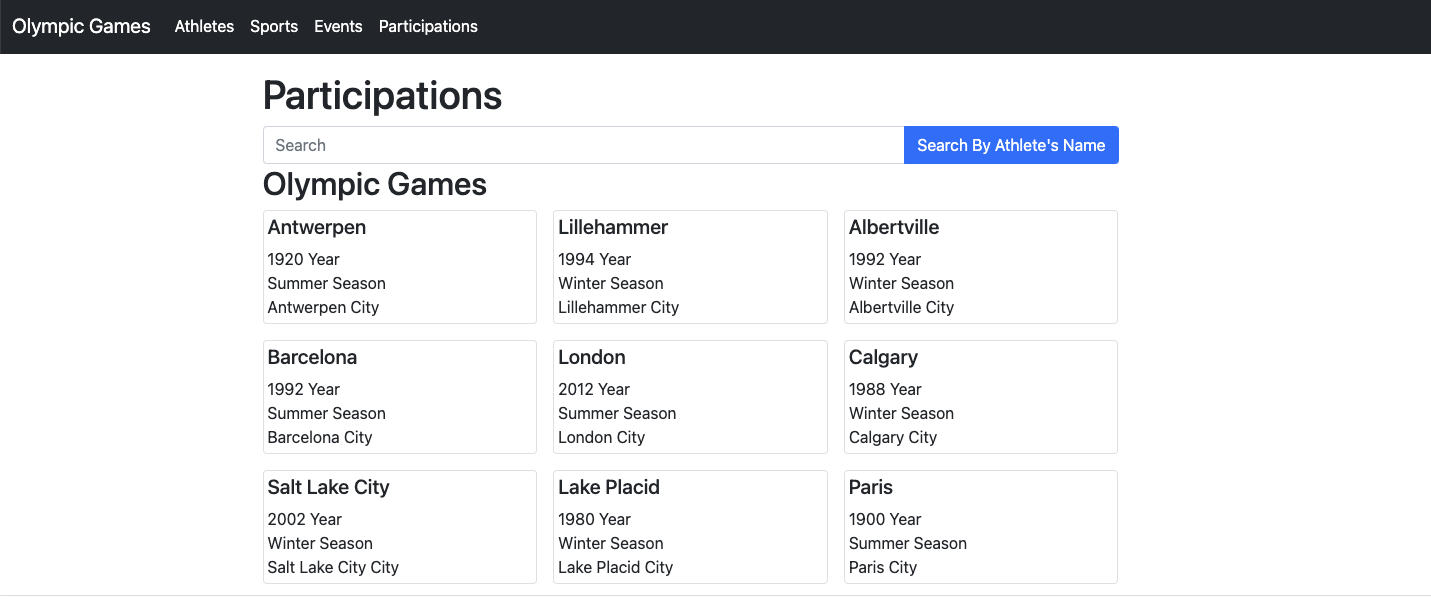 Olympic Games Athletes Sports Events Participations
Participations
Search Search By Athlete's Name
Olympic Games
Antwerpen
1920 Year
Summer Season
Antwerpen City
Lillehammer
1994 Year
Winter Season
Lillehammer City
Albertville
1992 Year
Winter Season
Albertville City
Barcelona
1992 Year
Summer Season
Barcelona City
London
2012 Year
Summer Season
London City
Calgary
1988 Year
Winter Season
Calgary City
Salt Lake City
2002 Year
Winter Season
Salt Lake City City
Lake Placid
1980 Year
Winter Season
Lake Placid City
Paris
1900 Year
Summer Season
Paris City